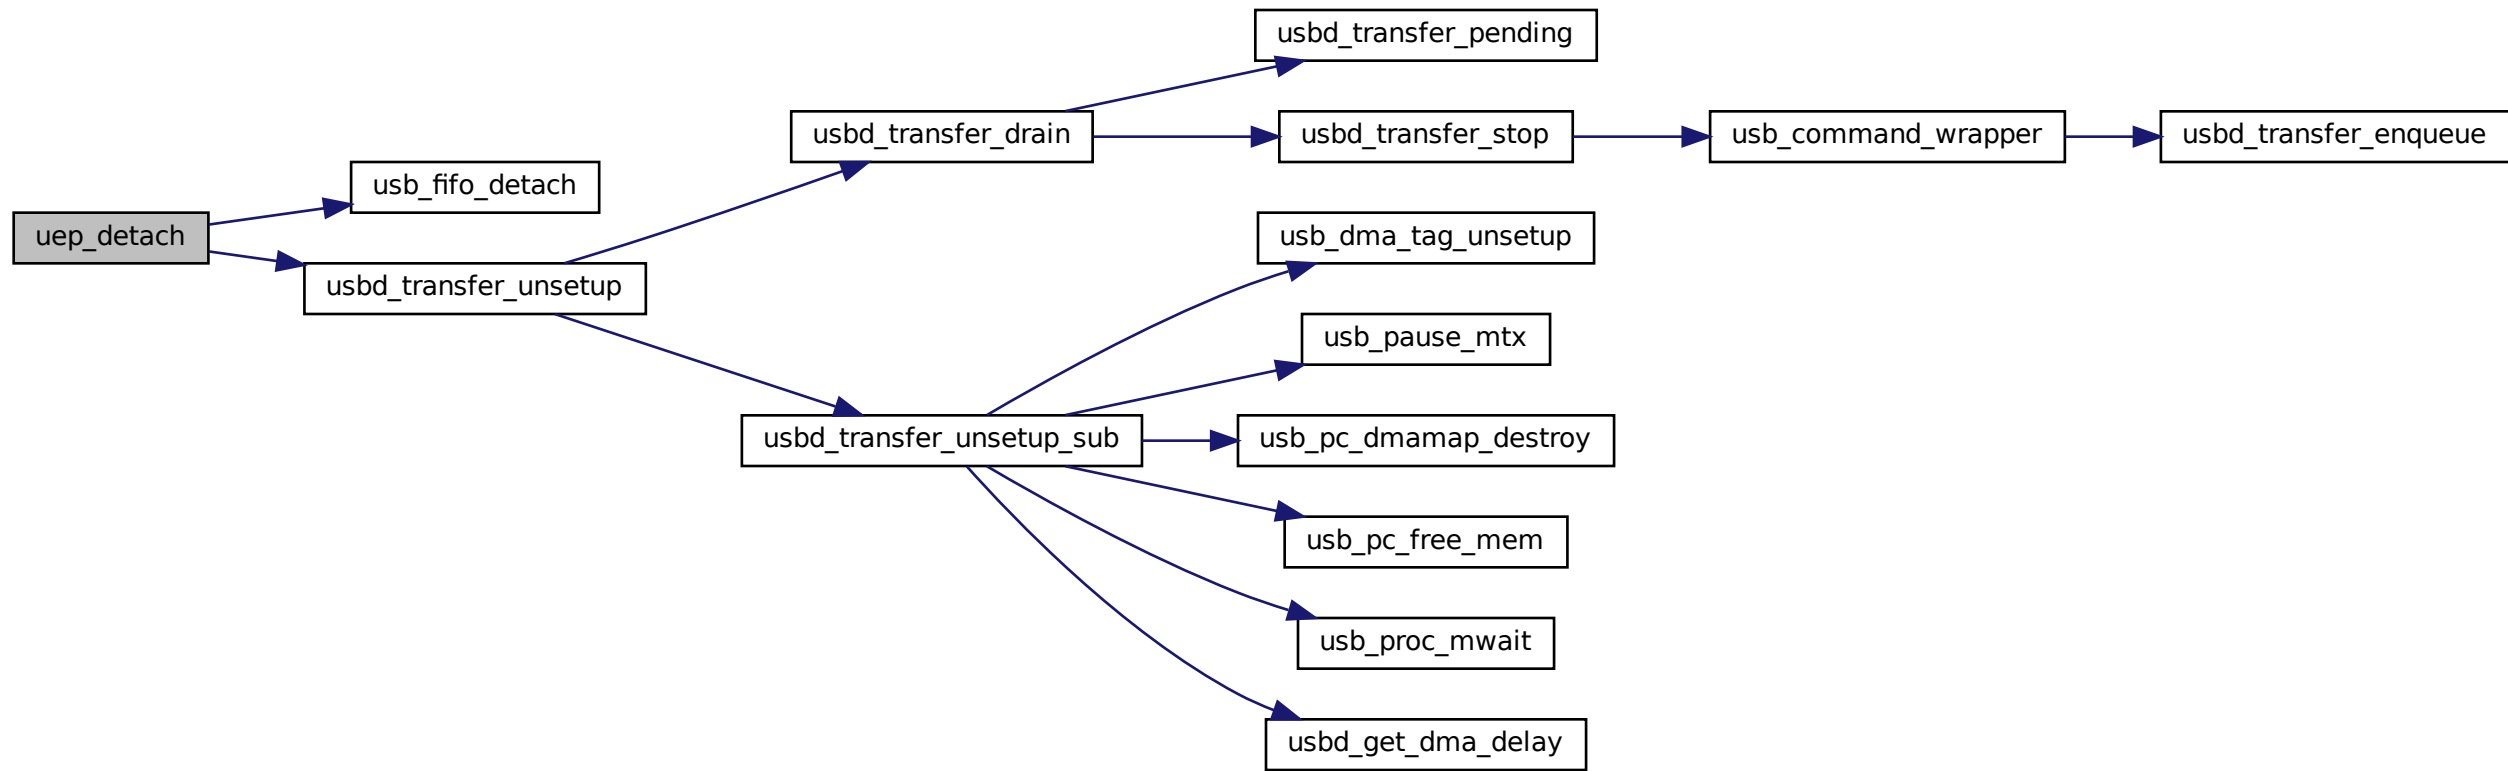 usbd_transfer_pending
usbd_transfer_drain
usbd_transfer_stop
usb_command_wrapper
usbd_transfer_enqueue
usb_fifo_detach
uep_detach
usb_dma_tag_unsetup
usbd_transfer_unsetup
usb_pause_mtx
usbd_transfer_unsetup_sub
usb_pc_dmamap_destroy
usb_pc_free_mem
usb_proc_mwait
usbd_get_dma_delay